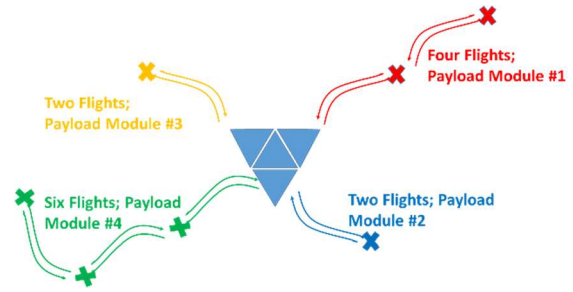 Four Flights;
Payload Module #1
Two Flights;
Payload Module #3
Six Flights; Payload
Module #4
Two Flights; Payload
Module #2